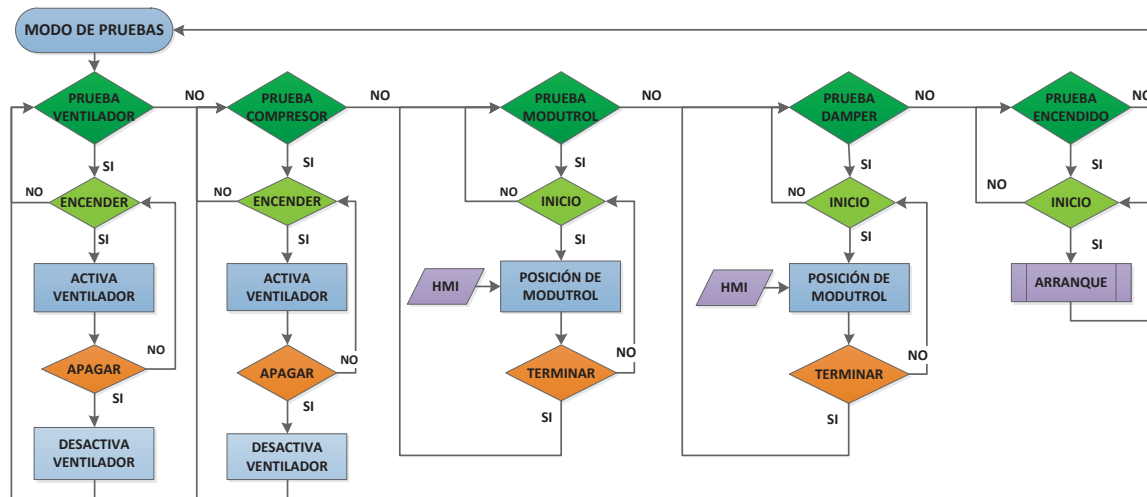 MODO DE PRUEBAS
PRUEBA
VENTILADOR
NO
PRUEBA
COMPRESOR
NO
PRUEBA
MODUTROL
NO
PRUEBA
DAMPER
NO
PRUEBA
ENCENDIDO
NO
SI
SI
SI
SI
SI
NO
ENCENDER
NO
ENCENDER
NO
INICIO
NO
INICIO
NO
INICIO
SI
SI
SI
SI
SI
ACTIVA
VENTILADOR
ACTIVA
VENTILADOR
HMI
POSICIÓN DE
MODUTROL
HMI
POSICIÓN DE
MODUTROL
ARRANQUE
APAGAR
NO
APAGAR
NO
TERMINAR
NO
TERMINAR
NO
SI
SI
SI
SI
DESACTIVA
VENTILADOR
DESACTIVA
VENTILADOR